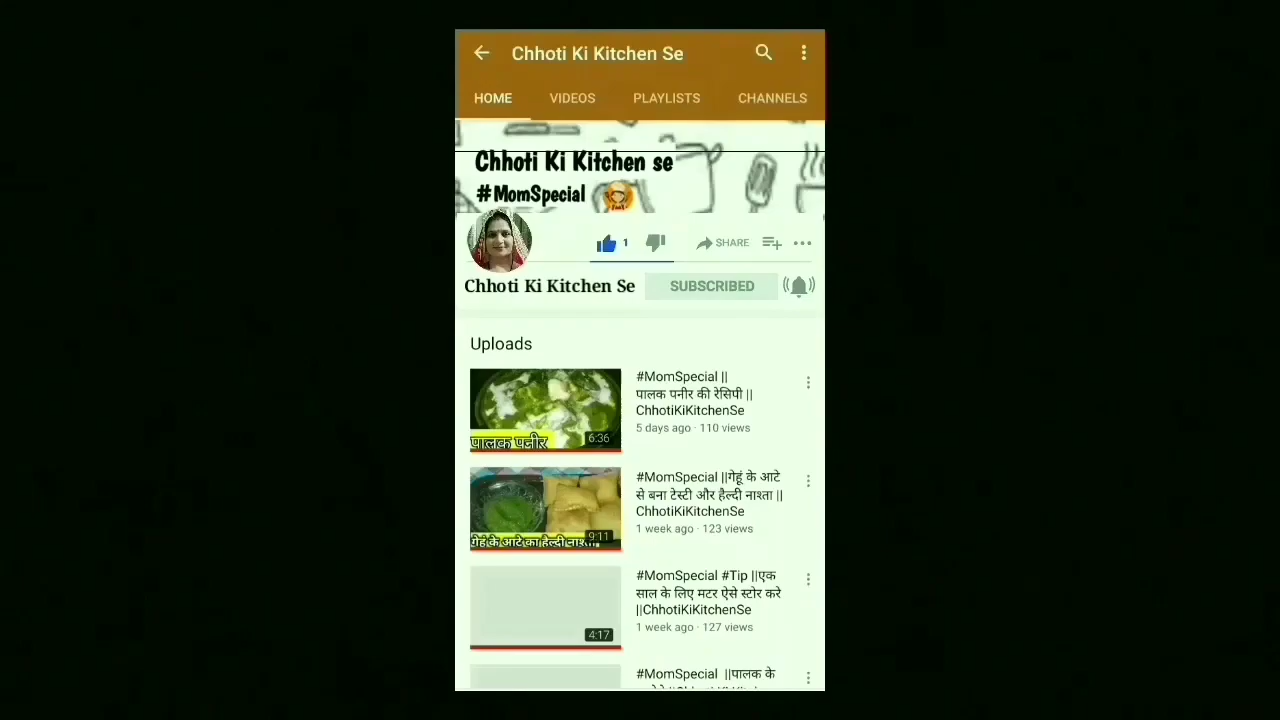 Chhoti Ki Kitchen Se
HOME VIDEOS PLAYLISTS CHANNELS
Chhoti Ki Kitchen se
#MomSpecial
1 SHARE
Chhoti Ki Kitchen Se SUBSCRIBED
Uploads
पालक पनीर
6:36
#MomSpecial ||
पालक पनीर की रेसिपी ||
ChhotiKiKitchenSe
5 days ago · 110 views
9:11
गेहूं के आटे का हैल्दी नाश्ता
#MomSpecial ||गेहूं के आटे
से बना टेस्टी और हैल्दी नाश्ता ||
ChhotiKiKitchenSe
1 week ago · 123 views
4:17
#MomSpecial #Tip ||एक
साल के लिए मटर ऐसे स्टोर करे
||ChhotiKiKitchenSe
1 week ago · 127 views
#MomSpecial ||पालक के